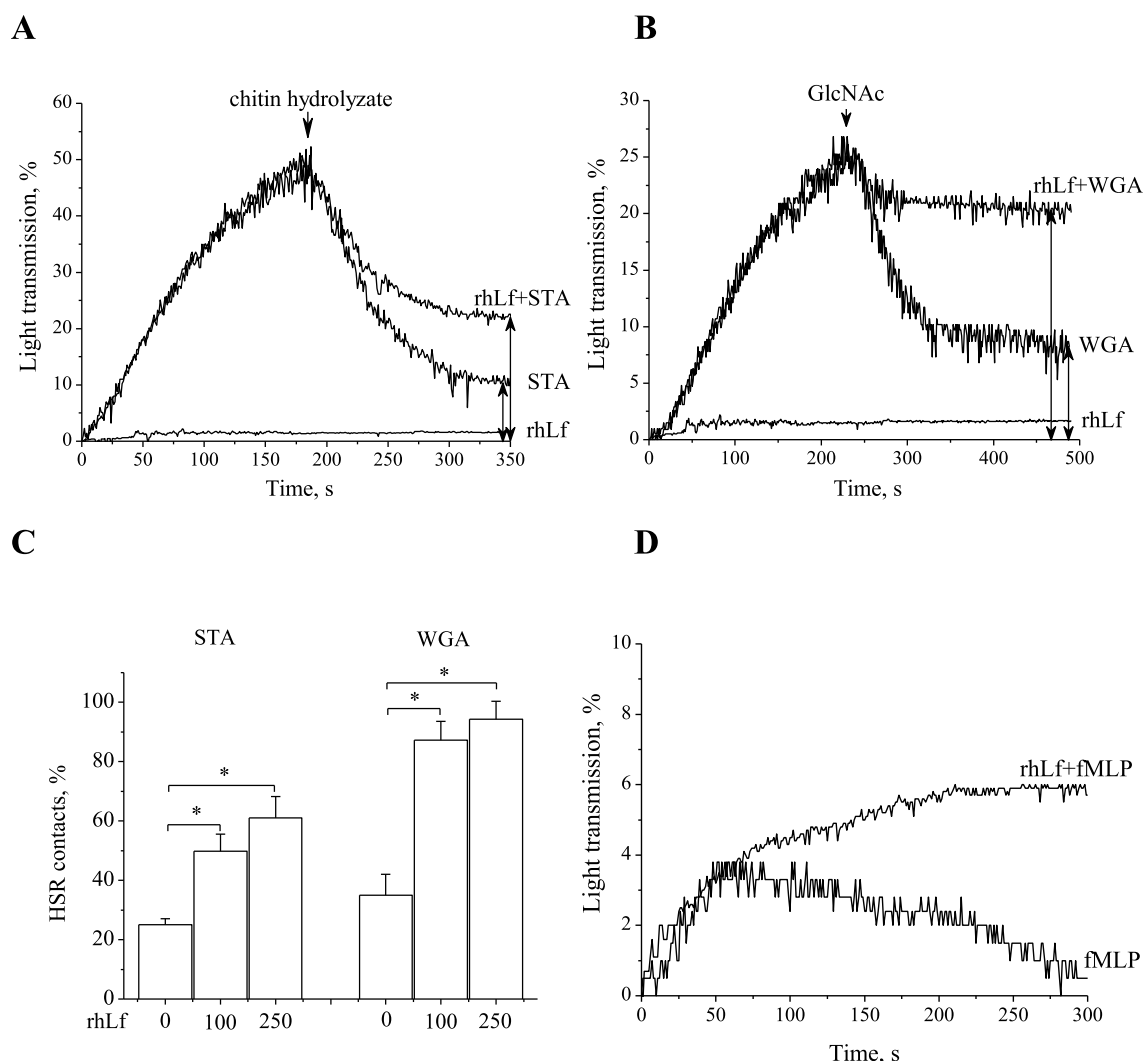 A
chitin hydrolyzate
Light transmission, %
60
50
40
30
20
10
0
rhLf+STA
STA
rhLf
0 50 100 150 200 250 300 350
Time, s
B
GlcNAc
Light transmission, %
30
25
20
15
10
5
0
rhLf+WGA
WGA
rhLf
0 100 200 300 400 500
Time, s
C
STA WGA
HSR contacts, %
100
80
60
40
20
0
* * * *
rhLf 0 100 250 0 100 250
D
Light transmission, %
10
8
6
4
2
0
rhLf+fMLP
fMLP
0 50 100 150 200 250 300
Time, s